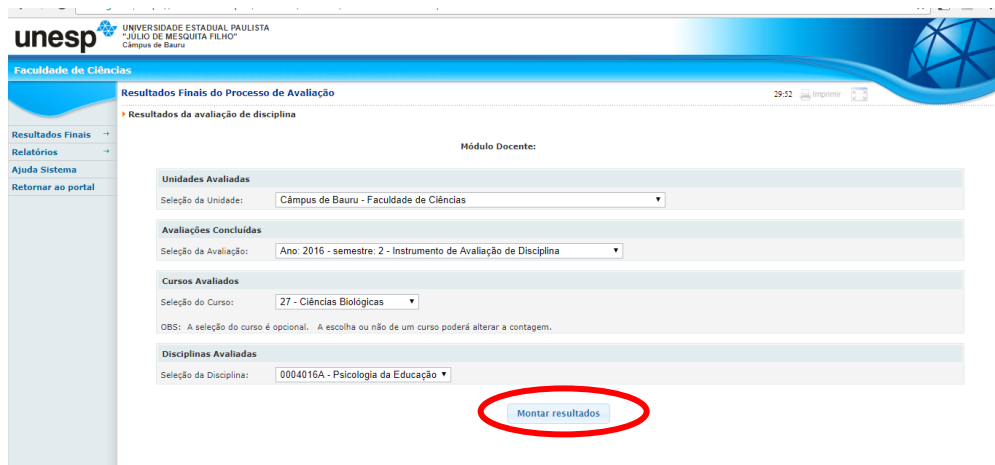 unesp
UNIVERSIDADE ESTADUAL PAULISTA
"JÚLIO DE MESQUITA FILHO"
Câmpus de Bauru
Faculdade de Ciências
Resultados Finais do Processo de Avaliação
29:52 Imprimir
Resultados da avaliação de disciplina
Resultados Finais
Relatórios
Ajuda Sistema
Retornar ao portal
Módulo Docente:
Unidades Avaliadas
Seleção da Unidade: Câmpus de Bauru - Faculdade de Ciências
Avaliações Concluídas
Seleção da Avaliação: Ano: 2016 - semestre: 2 - Instrumento de Avaliação de Disciplina
Cursos Avaliados
Seleção do Curso: 27 - Ciências Biológicas
OBS: A seleção do curso é opcional. A escolha ou não de um curso poderá alterar a contagem.
Disciplinas Avaliadas
Seleção da Disciplina: 0004016A - Psicologia da Educação
Montar resultados